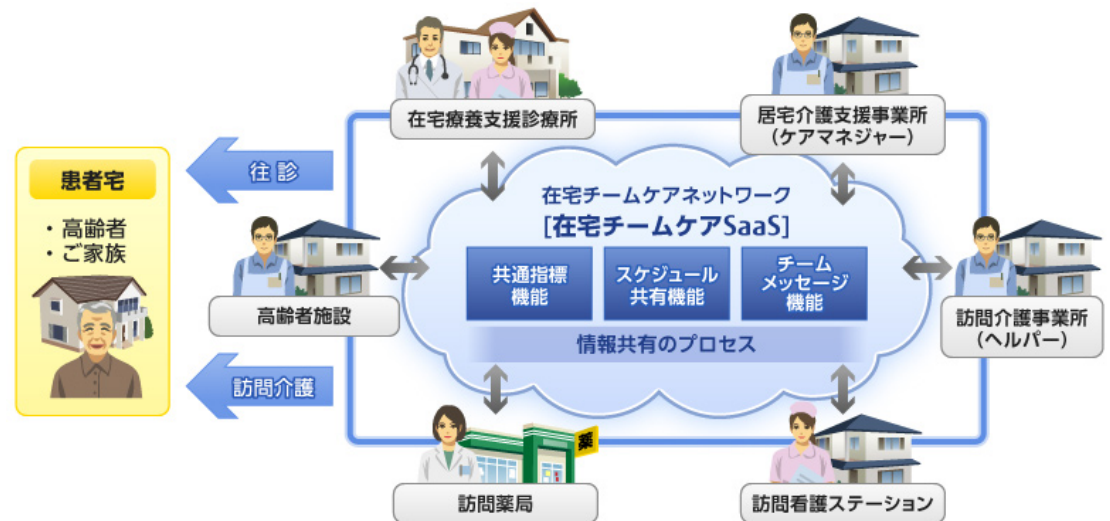 在宅療養支援診療所
居宅介護支援事業所
(ケアマネジャー)
往診
患者宅
・高齢者
・ご家族
在宅チームケアネットワーク
[在宅チームケアSaaS]
共通指標
機能
スケジュール
共有機能
チーム
メッセージ
機能
高齢者施設
訪問介護事業所
(ヘルパー)
情報共有のプロセス
訪問介護
薬
訪問薬局
訪問看護ステーション